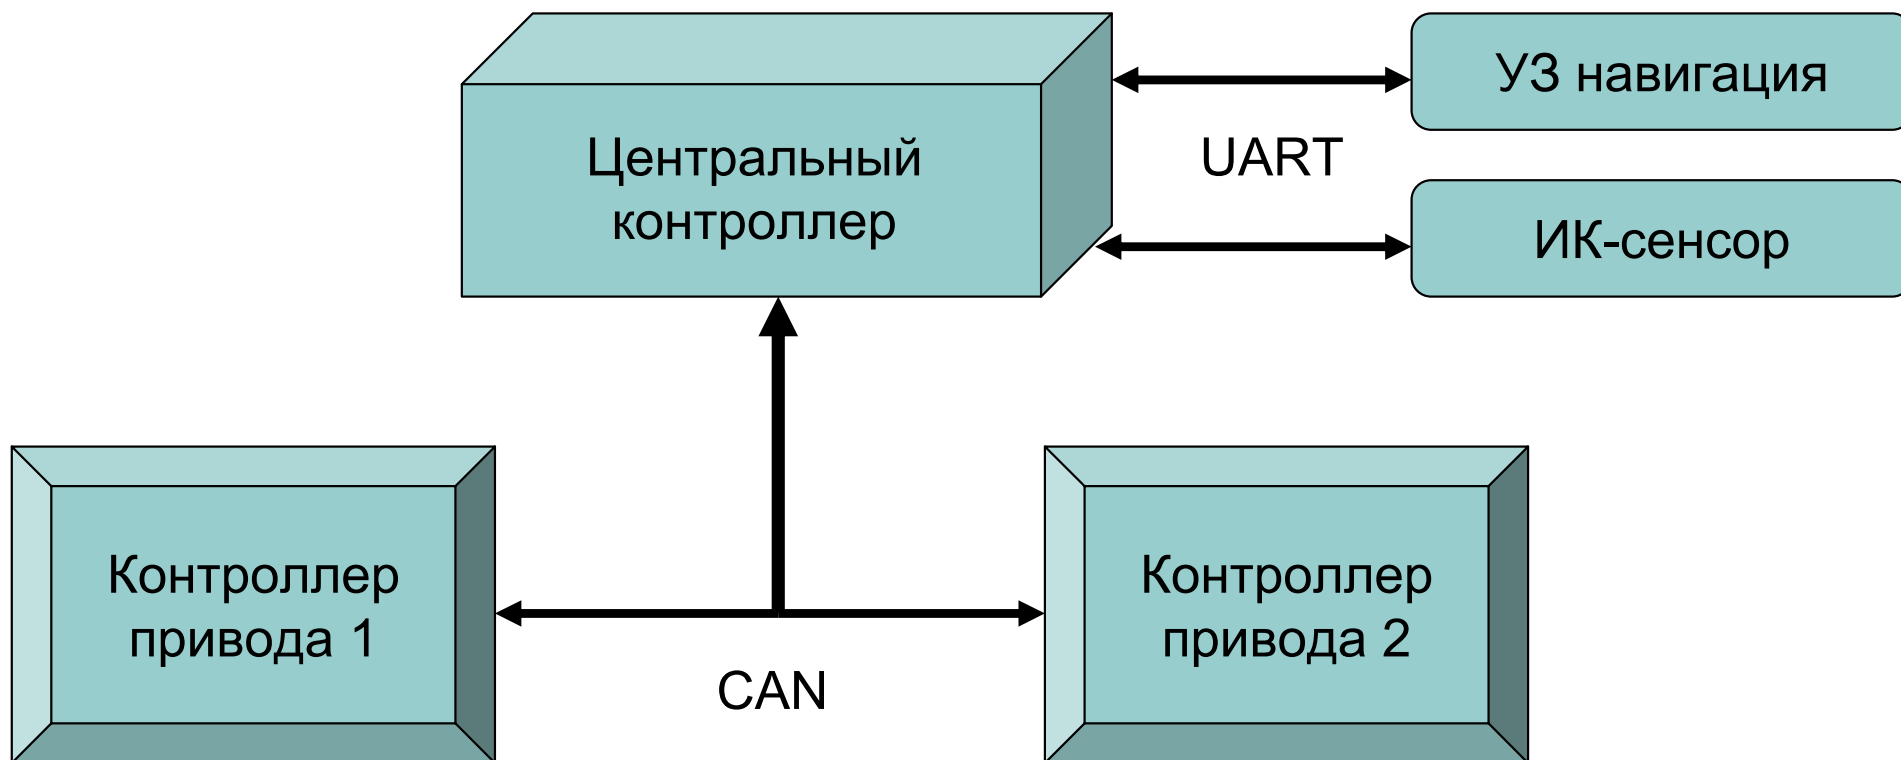 УЗ навигация
Центральный
контроллер
UART
ИК-сенсор
Контроллер
привода 1
Контроллер
привода 2
CAN